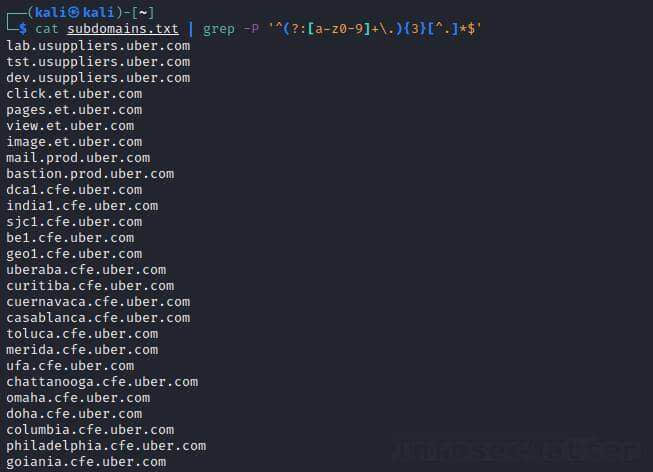 ┌──(kali㉿kali)-[~]
└─$ cat subdomains.txt | grep -P '^(?:[a-z0-9]+\.){3}[^.]*$'
lab.usuppliers.uber.com
tst.usuppliers.uber.com
dev.usuppliers.uber.com
click.et.uber.com
pages.et.uber.com
view.et.uber.com
image.et.uber.com
mail.prod.uber.com
bastion.prod.uber.com
dca1.cfe.uber.com
india1.cfe.uber.com
sjc1.cfe.uber.com
be1.cfe.uber.com
geo1.cfe.uber.com
uberaba.cfe.uber.com
curitiba.cfe.uber.com
cuernavaca.cfe.uber.com
casablanca.cfe.uber.com
toluca.cfe.uber.com
merida.cfe.uber.com
ufa.cfe.uber.com
chattanooga.cfe.uber.com
omaha.cfe.uber.com
doha.cfe.uber.com
columbia.cfe.uber.com
philadelphia.cfe.uber.com
goiania.cfe.uber.com